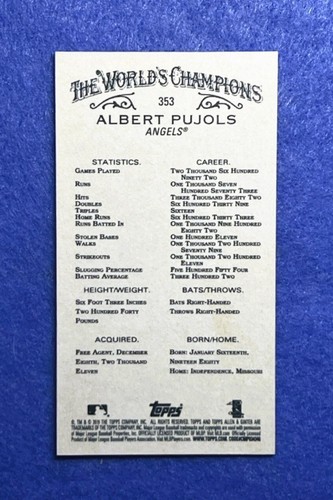 THE WORLD'S CHAMPIONS
353
ALBERT PUJOLS
ANGELS®
STATISTICS. CAREER.
GAMES PLAYED TWO THOUSAND SIX HUNDRED
NINETY TWO
RUNS ONE THOUSAND SEVEN
HUNDRED SEVENTY THREE
HITS THREE THOUSAND EIGHTY TWO
DOUBLES SIX HUNDRED THIRTY NINE
TRIPLES SIXTEEN
HOME RUNS SIX HUNDRED THIRTY THREE
RUNS BATTED IN ONE THOUSAND NINE HUNDRED
EIGHTY TWO
STOLEN BASES ONE HUNDRED ELEVEN
WALKS ONE THOUSAND TWO HUNDRED
SEVENTY NINE
STRIKEOUTS ONE THOUSAND TWO HUNDRED
ELEVEN
SLUGGING PERCENTAGE FIVE HUNDRED FIFTY FOUR
BATTING AVERAGE THREE HUNDRED TWO
HEIGHT/WEIGHT. BATS/THROWS.
SIX FOOT THREE INCHES BATS RIGHT-HANDED
TWO HUNDRED FORTY THROWS RIGHT-HANDED
POUNDS
ACQUIRED. BORN/HOME.
FREE AGENT, DECEMBER BORN: JANUARY SIXTEENTH,
EIGHTH, TWO THOUSAND NINETEEN EIGHTY
ELEVEN HOME: INDEPENDENCE, MISSOURI
topps